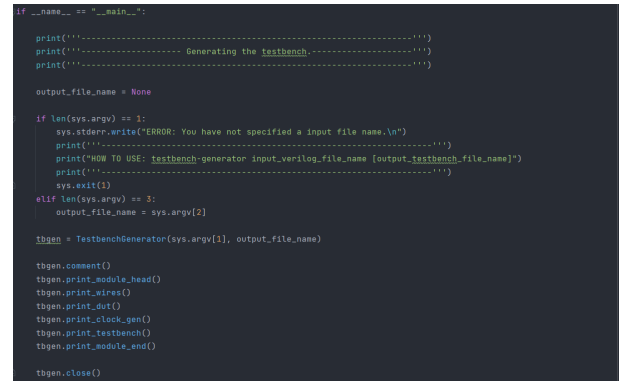 if __name__ == "__main__":
print('''------------------------------------------------------------------''')
print('''-------------------- Generating the testbench.--------------------''')
print('''------------------------------------------------------------------''')
output_file_name = None
if len(sys.argv) == 1:
sys.stderr.write("ERROR: You have not specified a input file name.\n")
print('''------------------------------------------------------------------''')
print("HOW TO USE: testbench-generator input_verilog_file_name [output_testbench_file_name]")
print('''------------------------------------------------------------------''')
sys.exit(1)
elif len(sys.argv) == 3:
output_file_name = sys.argv[2]
tbgen = TestbenchGenerator(sys.argv[1], output_file_name)
tbgen.comment()
tbgen.print_module_head()
tbgen.print_wires()
tbgen.print_dut()
tbgen.print_clock_gen()
tbgen.print_testbench()
tbgen.print_module_end()
tbgen.close()